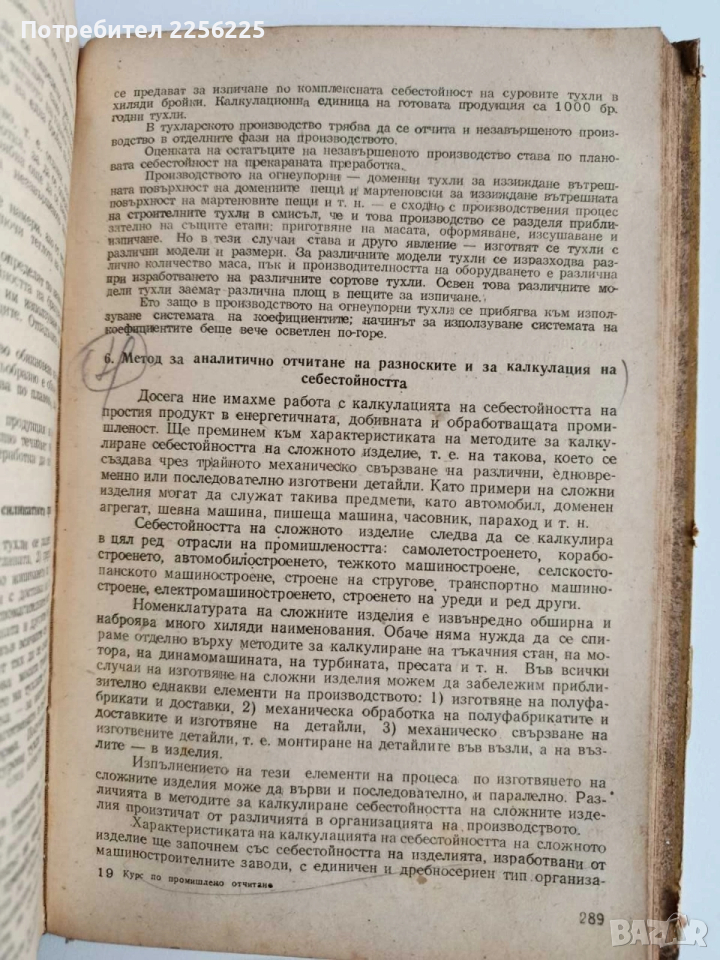 Потребител 2256225
се предават за изпичане по комплексната себестойност на суровите тухли в
хиляди бройки. Калкулационна единица на готовата продукция са 1000 бр.
годни тухли.
В тухларското производство трябва да се отчита и незавършеното произ-
водство в отделните фази на производството.
Оценката на остатъците на незавършеното производство става по плано-
вата себестойност на прекараната преработка.
Производството на огнеупорни — доменни тухли за иззиждане вътреш-
ната повърхност на доменните пещи и мартеновски за иззиждане вътрешната
повърхност на мартеновите пещи и т. н. — е сходно с производствения процес
на строителните тухли в смисъл, че и това производство се разделя прибли-
зително на същите етапи: приготвяне на масата, оформяване, изсушаване и
изпичане. Но в тези случаи става и друго явление — изготвят се тухли с
различни модели и размери. За различните модели тухли се изразходва раз-
лично количество маса, пък и производителността на оборудването е различна
при изработването на различните сортове тухли. Освен това различните мо-
дели тухли заемат различна площ в пещите за изпичане.
Ето защо в производството на огнеупорни тухли се прибягва към изпол-
зуване системата на коефициентите; начинът за използуване системата на
коефициентите беше вече осветлен по-горе.
6. Метод за аналитично отчитане на разноските и за калкулация на
себестойността
Досега ние имахме работа с калкулацията на себестойността на
простия продукт в енергетичната, добивната и обработващата проми-
шленост. Ще преминем към характеристиката на методите за калку-
лиране себестойността на сложното изделие, т. е. на такова, което се
създава чрез трайното механическо свързване на различни, едновре-
менно или последователно изготвени детайли. Като примери на сложни
изделия могат да служат такива предмети, като автомобил, доменен
агрегат, шевна машина, пишеща машина, часовник, параход и т. н.
Себестойността на сложното изделие следва да се калкулира
в цял ред отрасли на промишлеността: самолетостроенето, корабо-
строенето, автомобилостроенето, тежкото машиностроене, селскосто-
панското машиностроене, строене на стругове, транспортно машино-
строене, електромашиностроенето, строенето на уреди и ред други.
Номенклатурата на сложните изделия е извънредно обширна и
наброява много хиляди наименования. Обаче няма нужда да се спи-
раме отделно върху методите за калкулиране на тъкачния стан, на мо-
тора, на динамомашината, на турбината, пресата и т. н. Във всички
случаи на изготвяне на сложни изделия можем да забележим прибли-
зително еднакви елементи на производството: 1) изготвяне на полуфа-
брикати и доставки, 2) механическа обработка на полуфабрикатите и
доставките и изготвяне на детайли, 3) механическо свързване на
изготвените детайли, т. е. монтиране на детайлите във възли, а на въз-
лите — в изделия.
Изпълнението на тези елементи на процеса по изготвянето на
сложните изделия може да върви и последователно, и паралелно. Раз-
личията в методите за калкулиране себестойността на сложните изде-
лия произтичат от различията в организацията на производството.
Характеристиката на калкулацията на себестойността на сложното
изделие ще започнем със себестойността на изделията, изработвани от
машиностроителните заводи, с единичен и дребносериен тип организа-
19 Курс по промишлено отчитане
289
BAZAR